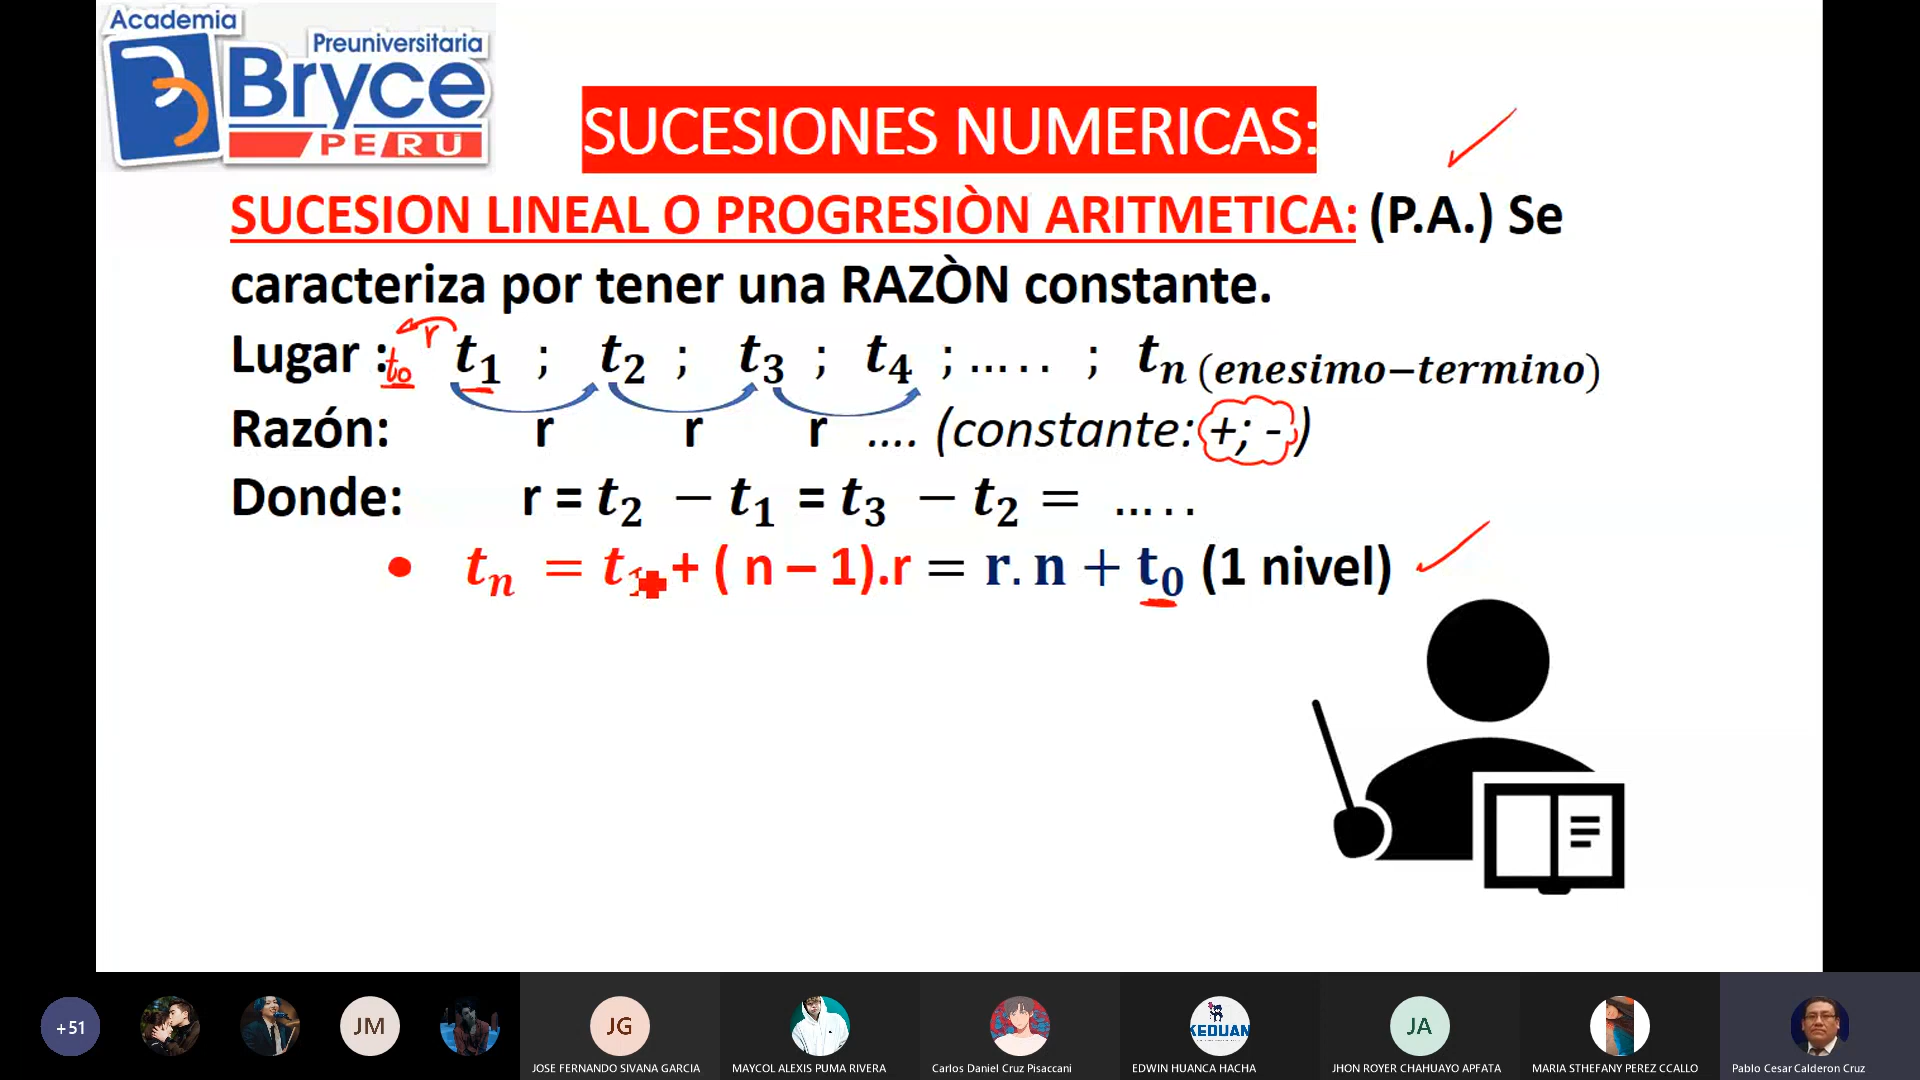 Academia
Preuniversitaria
Bryce
PERÚ
SUCESIONES NUMERICAS:
SUCESION LINEAL O PROGRESIÒN ARITMETICA: (P.A.) Se
caracteriza por tener una RAZÒN constante.
r
Lugar : t₀ t₁ ; t₂ ; t₃ ; t₄ ; ….. ; tₙ (enesimo−termino)
Razón: r r r …. (constante: +; - )
Donde: r = t₂ − t₁ = t₃ − t₂ = …..
• tₙ = t₁ + ( n – 1).r = r. n + t₀ (1 nivel)
+51
JM
JG
JA
KEDUAN
JOSE FERNANDO SIVANA GARCIA
MAYCOL ALEXIS PUMA RIVERA
Carlos Daniel Cruz Pisaccani
EDWIN HUANCA HACHA
JHON ROYER CHAHUAYO APFATA
MARIA STHEFANY PEREZ CCALLO
Pablo Cesar Calderon Cruz